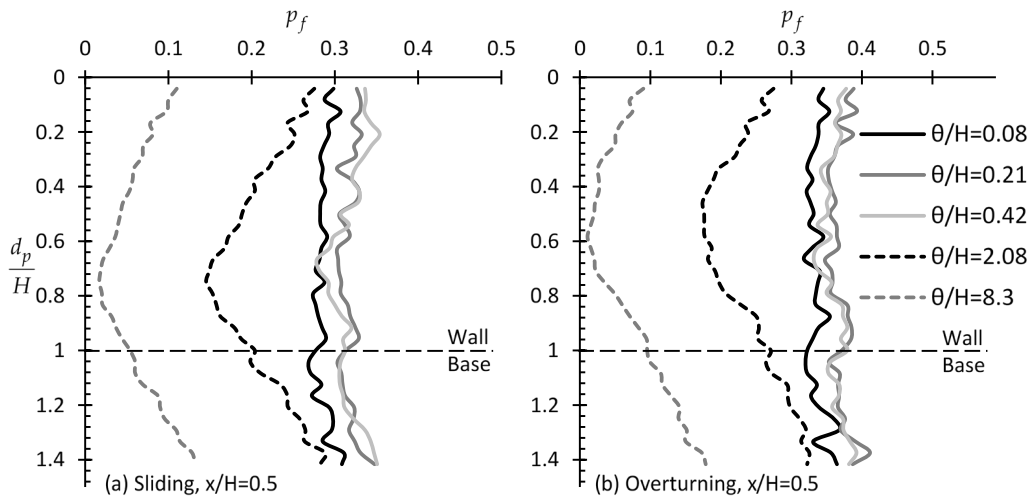 p_f
0 0.1 0.2 0.3 0.4 0.5
0
0.2
0.4
0.6
d_p/H
0.8
1
1.2
1.4
Wall
Base
(a) Sliding, x/H=0.5
p_f
0 0.1 0.2 0.3 0.4 0.5
0
0.2
0.4
0.6
0.8
1
1.2
1.4
θ/H=0.08
θ/H=0.21
θ/H=0.42
θ/H=2.08
θ/H=8.3
Wall
Base
(b) Overturning, x/H=0.5